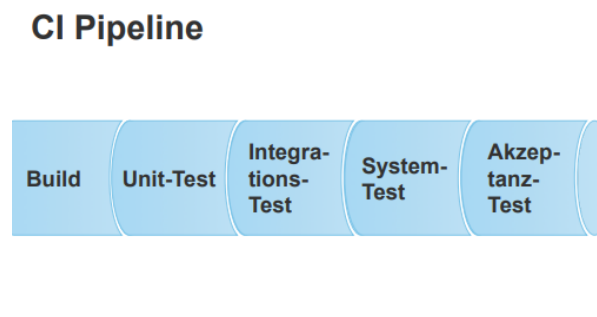 CI Pipeline
Build
Unit-Test
Integra-
tions-
Test
System-
Test
Akzep-
tanz-
Test